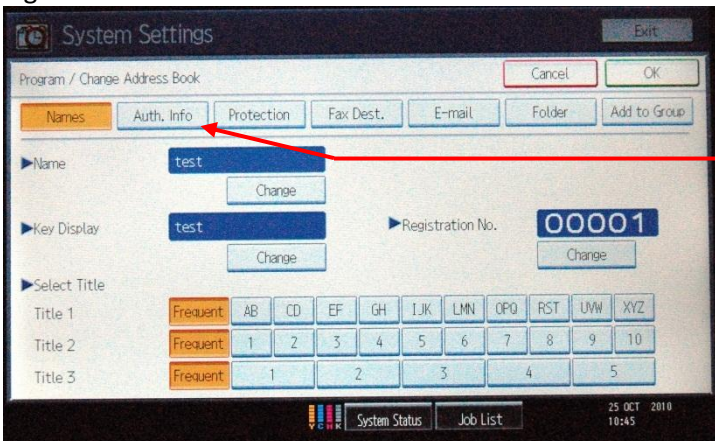 System Settings Exit
Program / Change Address Book Cancel OK
Names Auth. Info Protection Fax Dest. E-mail Folder Add to Group
►Name test
Change
►Key Display test ►Registration No. 00001
Change Change
►Select Title
Title 1 Frequent AB CD EF GH IJK LMN OPQ RST UVW XYZ
Title 2 Frequent 1 2 3 4 5 6 7 8 9 10
Title 3 Frequent 1 2 3 4 5
Y C M K System Status Job List 25 OCT 2010
10:45